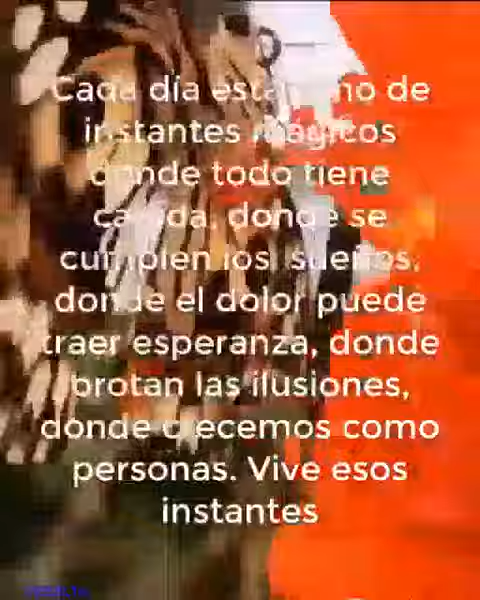 Cada día está lleno de
instantes mágicos
donde todo tiene
cabida, donde se
cumplen los sueños,
donde el dolor puede
traer esperanza, donde
brotan las ilusiones,
donde crecemos como
personas. Vive esos
instantes